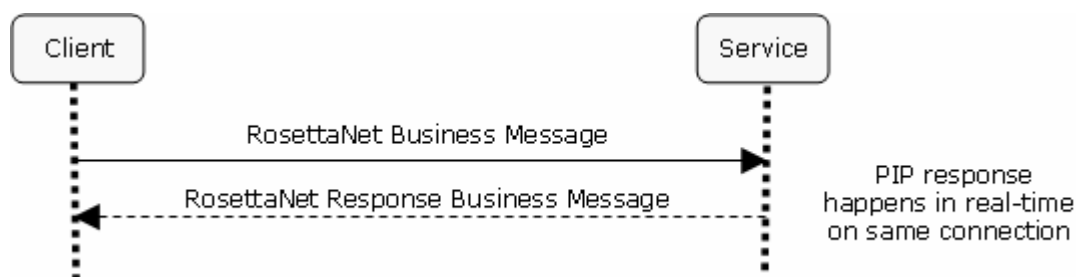 Client
Service
RosettaNet Business Message
RosettaNet Response Business Message
PIP response
happens in real-time
on same connection